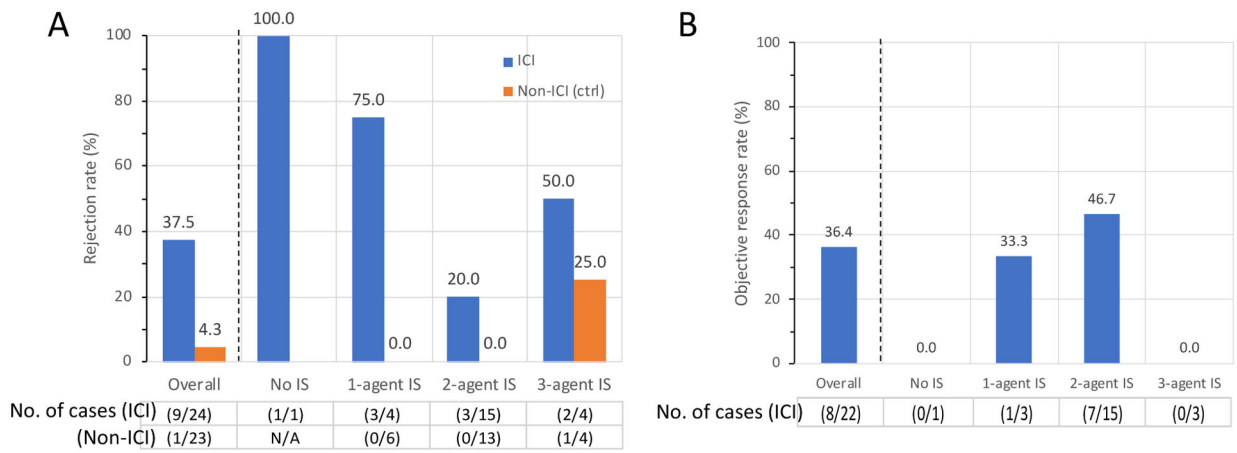 A
100
80
60
40
20
0
Rejection rate (%)
37.5
4.3
100.0
75.0
0.0
20.0
0.0
50.0
25.0
ICI
Non-ICI (ctrl)
Overall No IS 1-agent IS 2-agent IS 3-agent IS
No. of cases (ICI) (9/24) (1/1) (3/4) (3/15) (2/4)
(Non-ICI) (1/23) N/A (0/6) (0/13) (1/4)
B
100
80
60
40
20
0
Objective response rate (%)
36.4
0.0
33.3
46.7
0.0
Overall No IS 1-agent IS 2-agent IS 3-agent IS
No. of cases (ICI) (8/22) (0/1) (1/3) (7/15) (0/3)